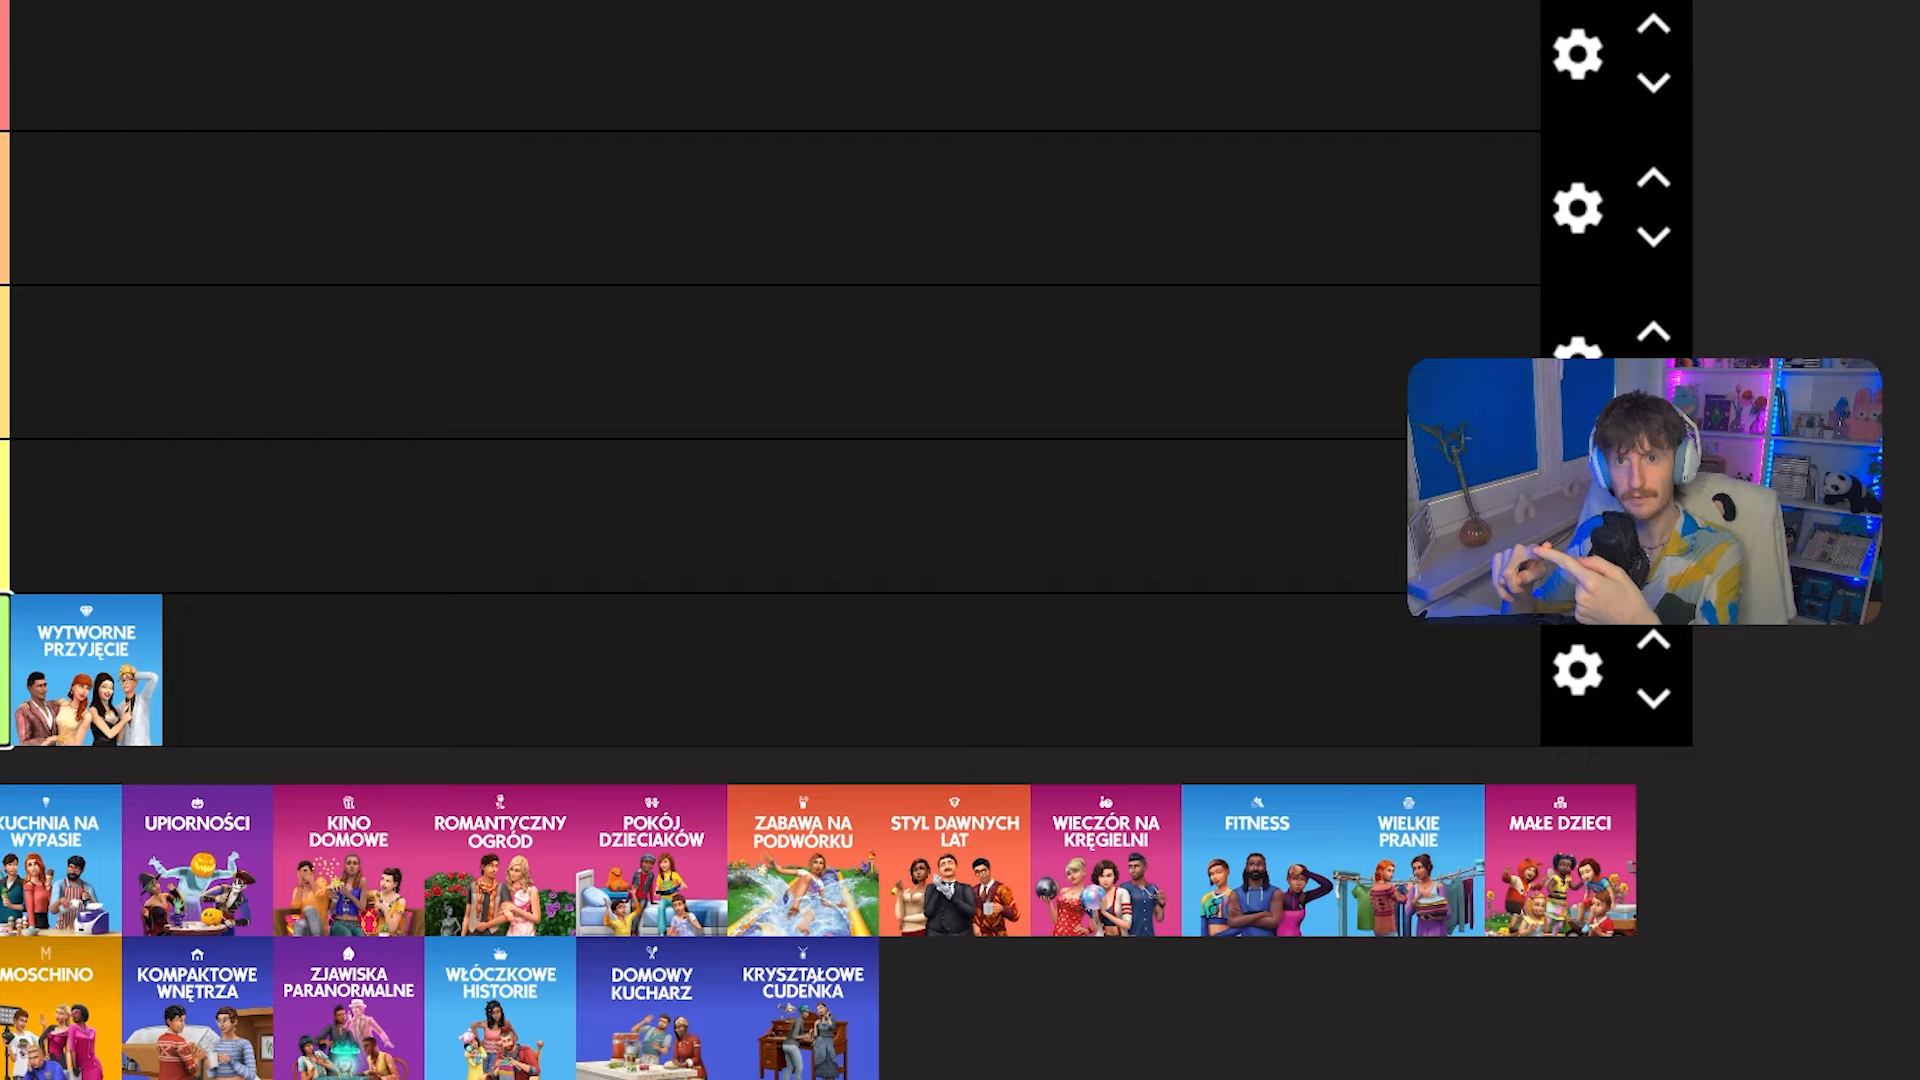 WYTWORNE
PRZYJĘCIE
KUCHNIA NA
WYPASIE
UPIORNOŚCI
KINO
DOMOWE
ROMANTYCZNY
OGRÓD
POKÓJ
DZIECIAKÓW
ZABAWA NA
PODWÓRKU
STYL DAWNYCH
LAT
WIECZÓR NA
KRĘGIELNI
FITNESS
WIELKIE
PRANIE
MAŁE DZIECI
MOSCHINO
KOMPAKTOWE
WNĘTRZA
ZJAWISKA
PARANORMALNE
WŁÓCZKOWE
HISTORIE
DOMOWY
KUCHARZ
KRYSZTAŁOWE
CUDEŃKA